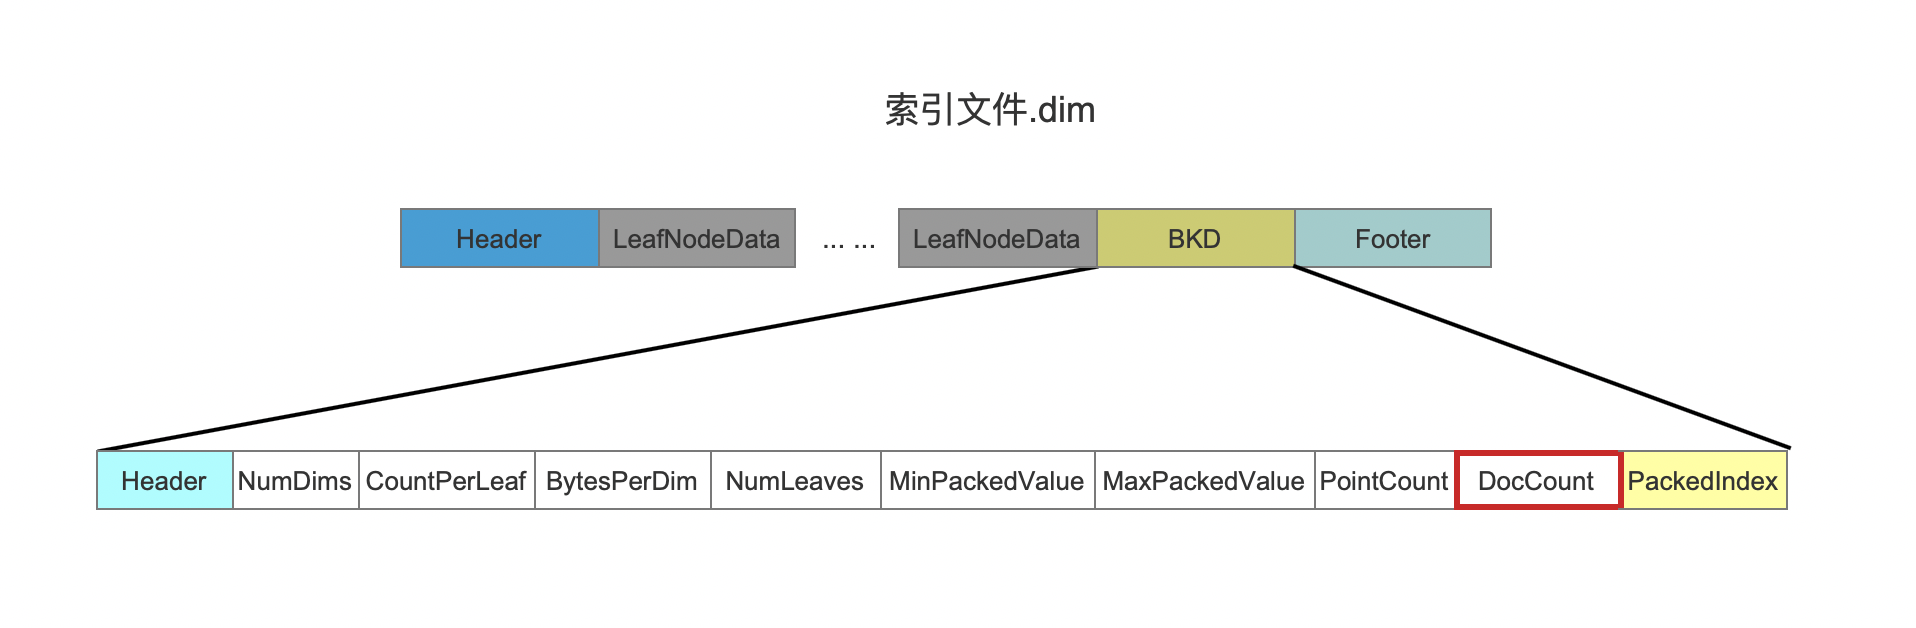 索引文件.dim
Header LeafNodeData ... ... LeafNodeData BKD Footer
Header NumDims CountPerLeaf BytesPerDim NumLeaves MinPackedValue MaxPackedValue PointCount DocCount PackedIndex